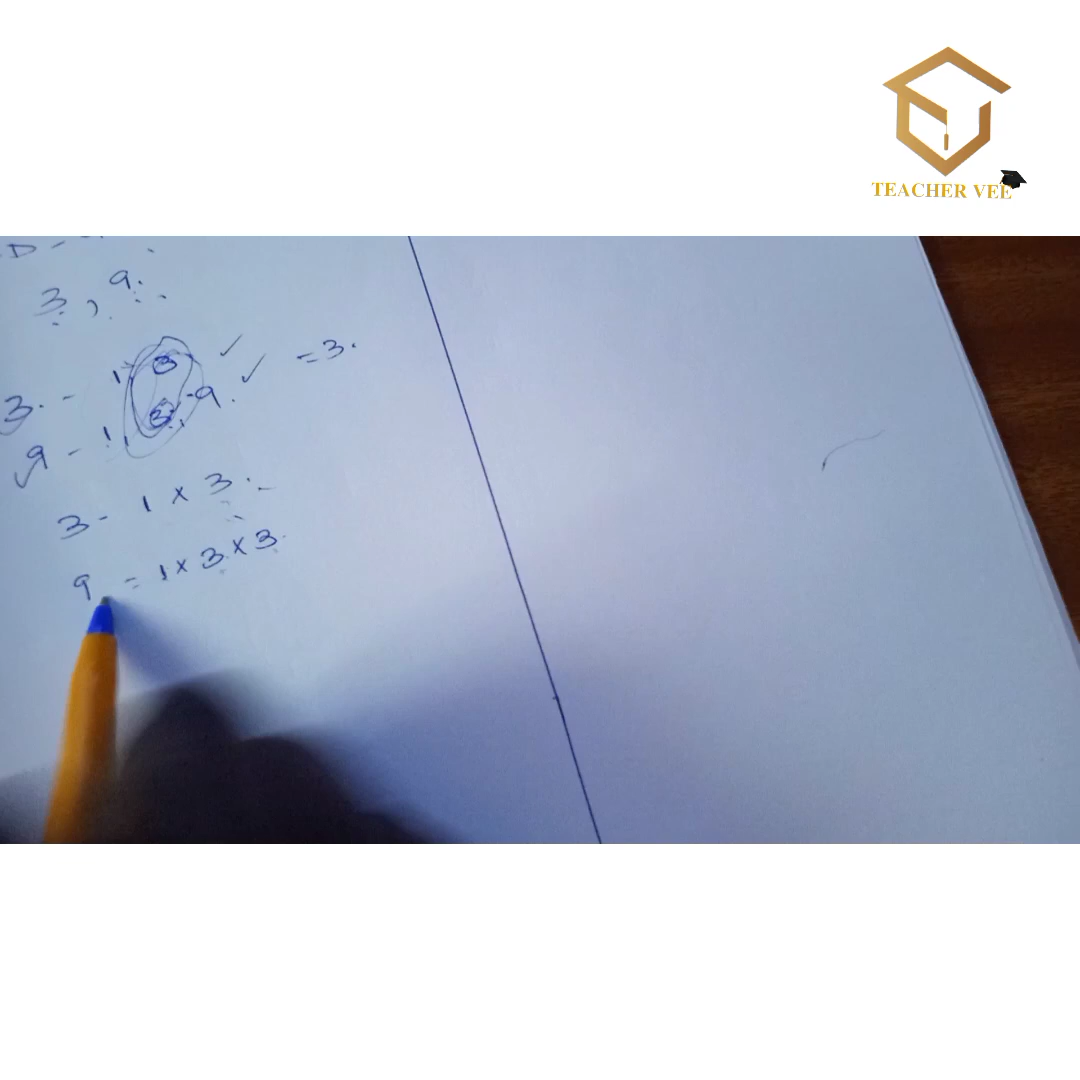 TEACHER VEE
D -
3 , 9.
3. - 1, 3 ✓ = 3.
9 - 1, 3, 9. ✓
3 - 1 × 3.
9 = 1 × 3 × 3.